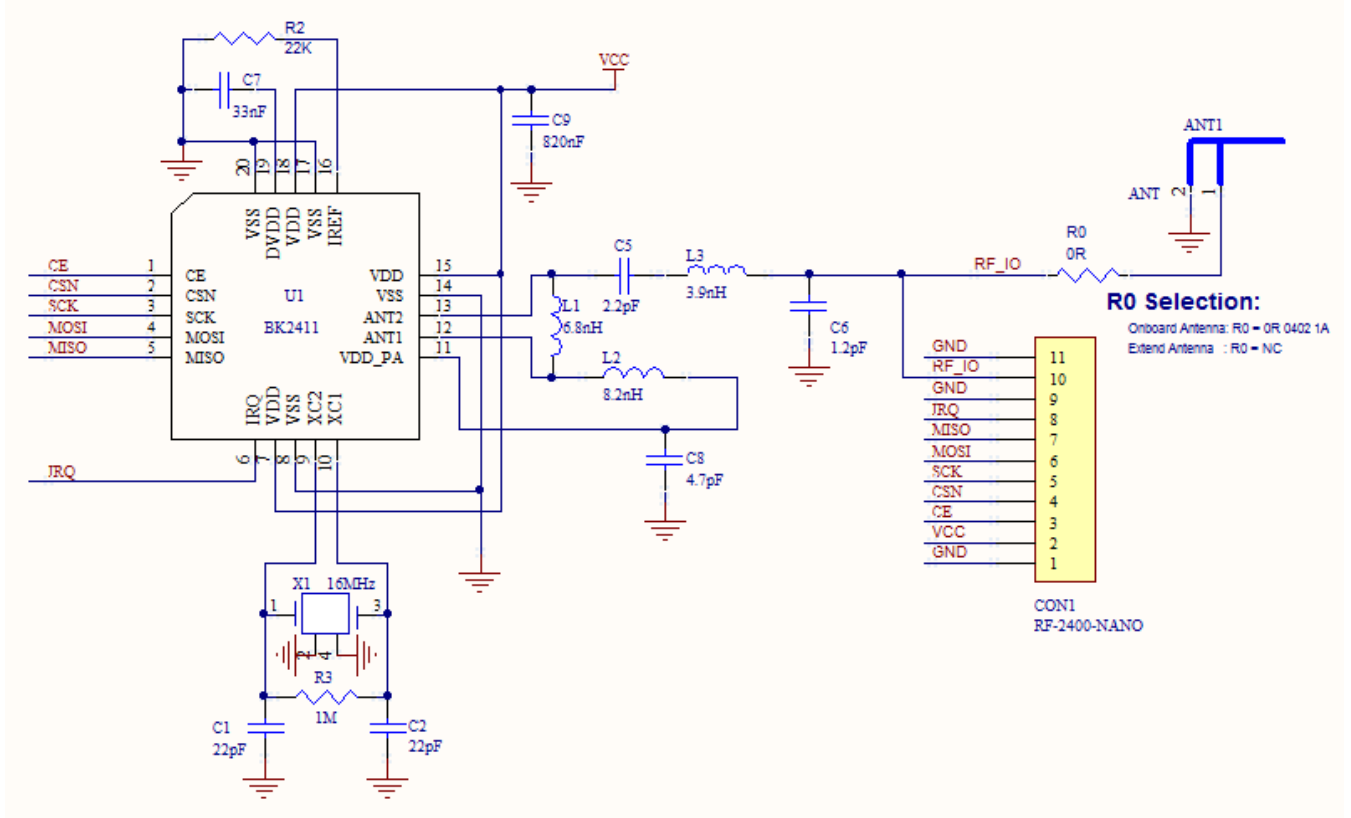 R2
22K
C7
33nF
VCC
C9
820nF
20
19
18
17
16
VSS
DVDD
VDD
VSS
IREF
CE
CSN
SCK
MOSI
MISO
1
2
3
4
5
CE
CSN
SCK
MOSI
MISO
U1
BK2411
VDD
VSS
ANT2
ANT1
VDD_PA
15
14
13
12
11
IRQ
VDD
VSS
XC2
XC1
6
7
8
9
10
IRQ
C5
2.2pF
L3
3.9nH
L1
6.8nH
L2
8.2nH
C8
4.7pF
C6
1.2pF
RF_IO
R0
0R
ANT1
ANT
2
1
R0 Selection:
Onboard Antenna: R0 = 0R 0402 1A
Extend Antenna : R0 = NC
GND 11
RF_IO 10
GND 9
IRQ 8
MISO 7
MOSI 6
SCK 5
CSN 4
CE 3
VCC 2
GND 1
CON1
RF-2400-NANO
X1 16MHz
1
3
2
4
R3
1M
C1
22pF
C2
22pF